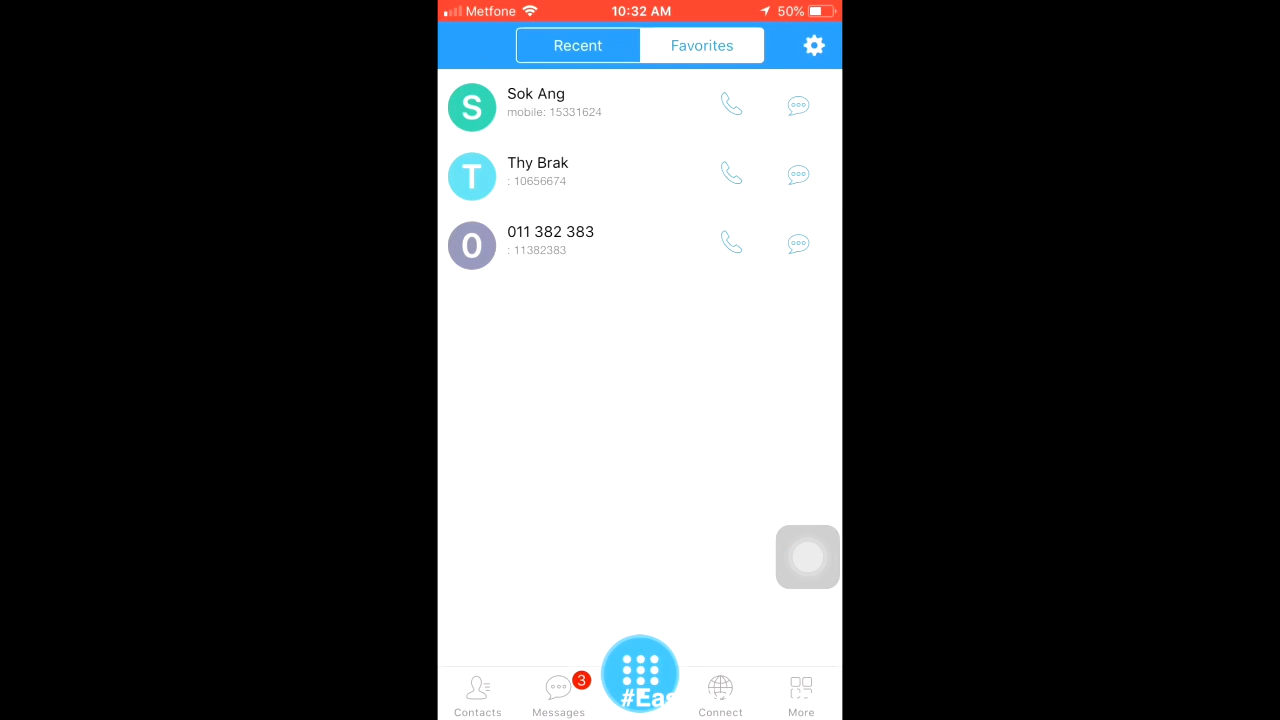 Metfone 10:32 AM 50%
Recent Favorites
S Sok Ang
mobile: 15331624
T Thy Brak
: 10656674
0 011 382 383
: 11382383
3
#Eas
Contacts Messages Connect More